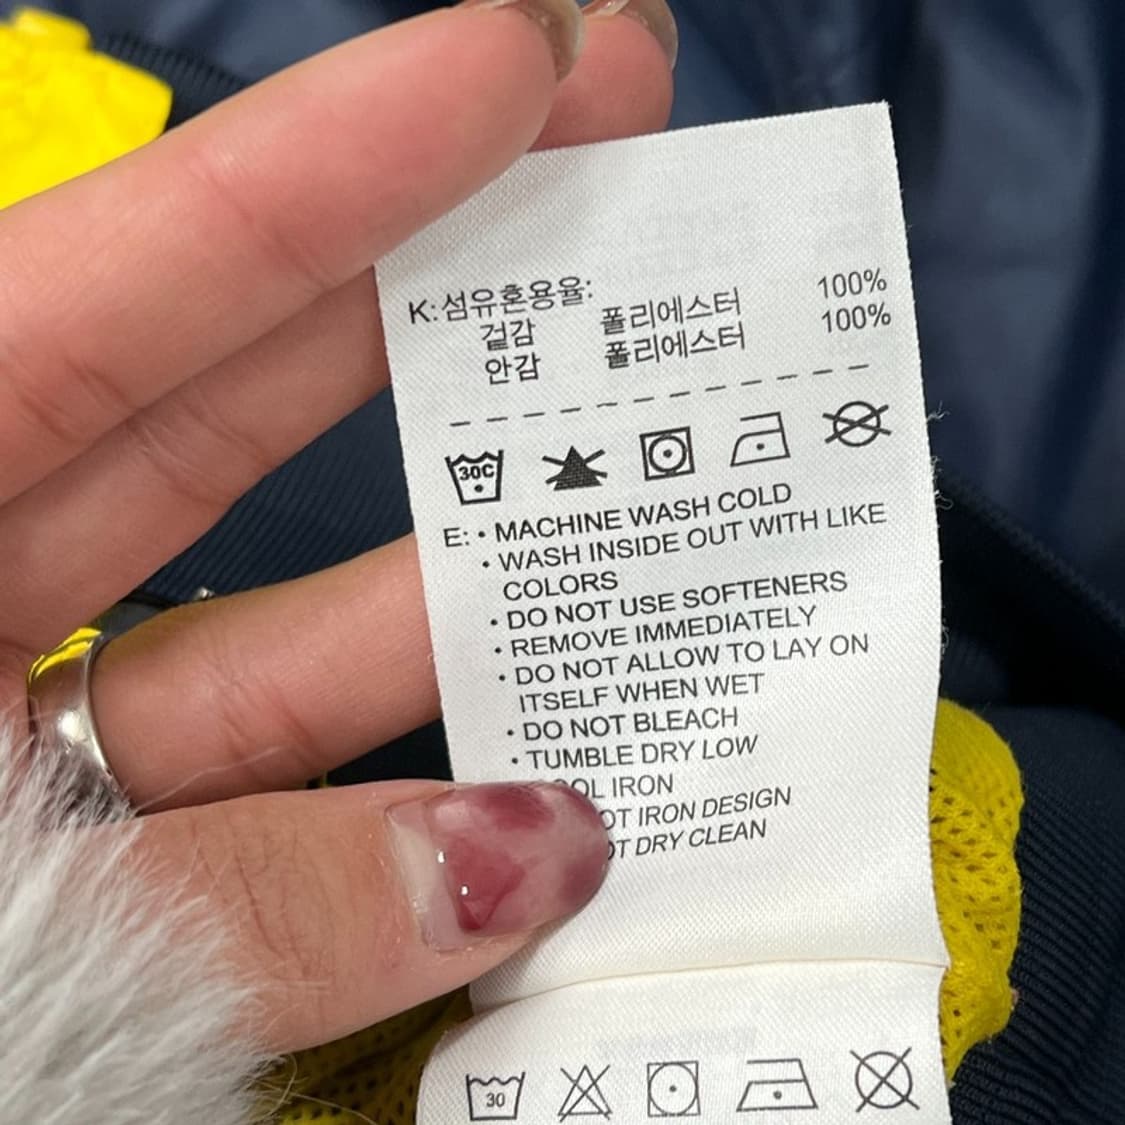 K:섬유혼용율:
겉감 폴리에스터 100%
안감 폴리에스터 100%
30C
E: • MACHINE WASH COLD
• WASH INSIDE OUT WITH LIKE
COLORS
• DO NOT USE SOFTENERS
• REMOVE IMMEDIATELY
• DO NOT ALLOW TO LAY ON
ITSELF WHEN WET
• DO NOT BLEACH
• TUMBLE DRY LOW
IRON
IRON DESIGN
DRY CLEAN
30